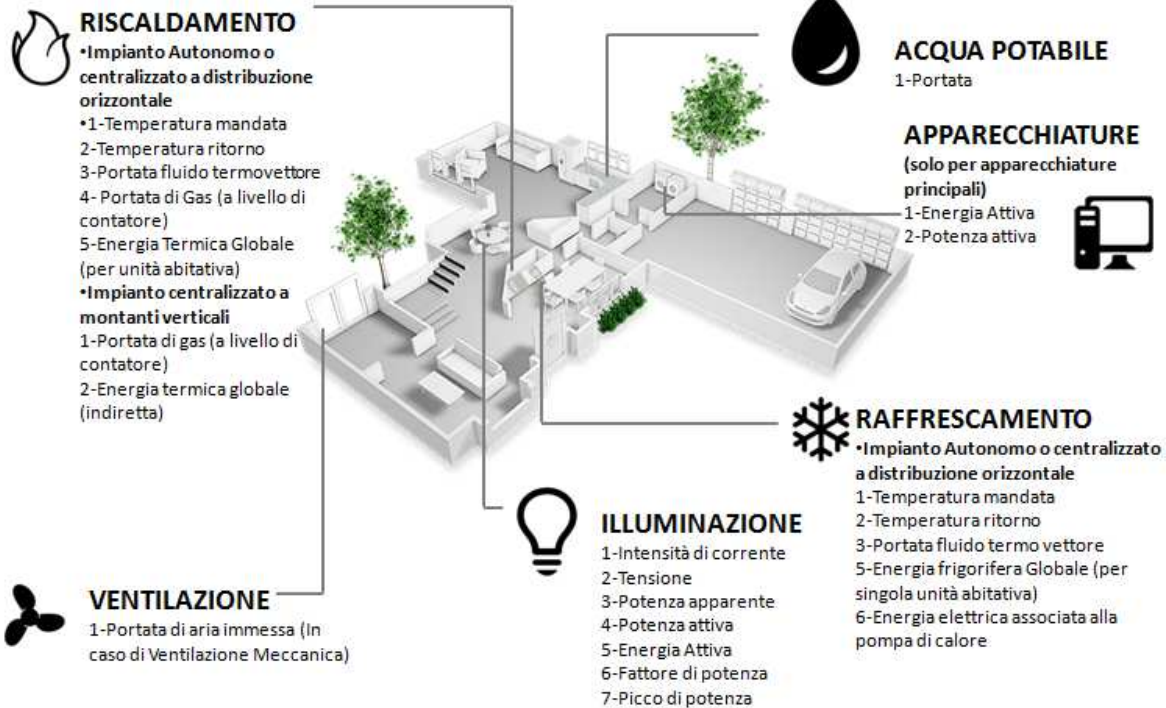 RISCALDAMENTO
•Impianto Autonomo o
centralizzato a distribuzione
orizzontale
•1-Temperatura mandata
2-Temperatura ritorno
3-Portata fluido termovettore
4- Portata di Gas (a livello di
contatore)
5-Energia Termica Globale
(per unità abitativa)
•Impianto centralizzato a
montanti verticali
1-Portata di gas (a livello di
contatore)
2-Energia termica globale
(indiretta)
ACQUA POTABILE
1-Portata
APPARECCHIATURE
(solo per apparecchiature
principali)
1-Energia Attiva
2-Potenza attiva
RAFFRESCAMENTO
•Impianto Autonomo o centralizzato
a distribuzione orizzontale
1-Temperatura mandata
2-Temperatura ritorno
3-Portata fluido termo vettore
5-Energia frigorifera Globale (per
singola unità abitativa)
6-Energia elettrica associata alla
pompa di calore
ILLUMINAZIONE
1-Intensità di corrente
2-Tensione
3-Potenza apparente
4-Potenza attiva
5-Energia Attiva
6-Fattore di potenza
7-Picco di potenza
VENTILAZIONE
1-Portata di aria immessa (In
caso di Ventilazione Meccanica)